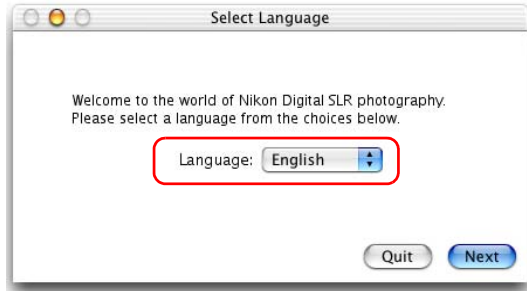 Select Language
Welcome to the world of Nikon Digital SLR photography.
Please select a language from the choices below.
Language: English
Quit Next